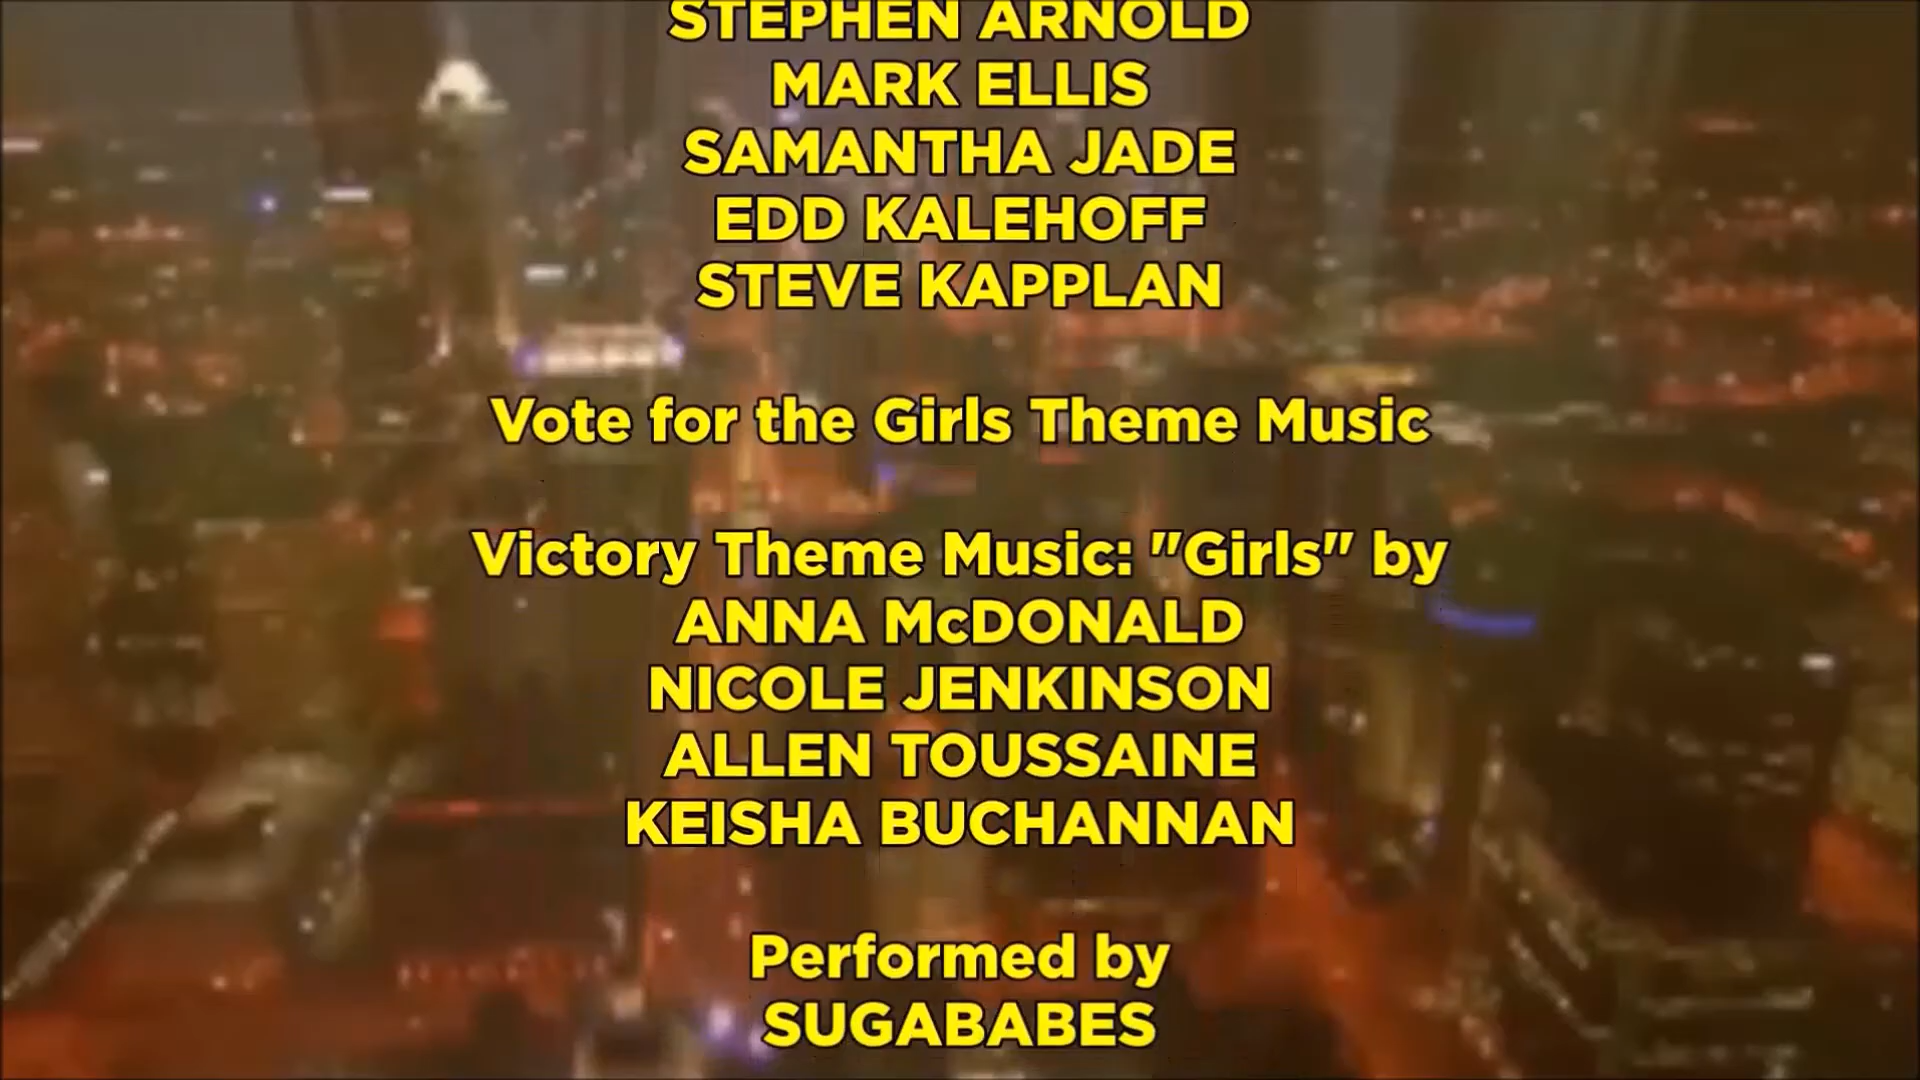 STEPHEN ARNOLD
MARK ELLIS
SAMANTHA JADE
EDD KALEHOFF
STEVE KAPPLAN
Vote for the Girls Theme Music
Victory Theme Music: "Girls" by
ANNA McDONALD
NICOLE JENKINSON
ALLEN TOUSSAINE
KEISHA BUCHANNAN
Performed by
SUGABABES